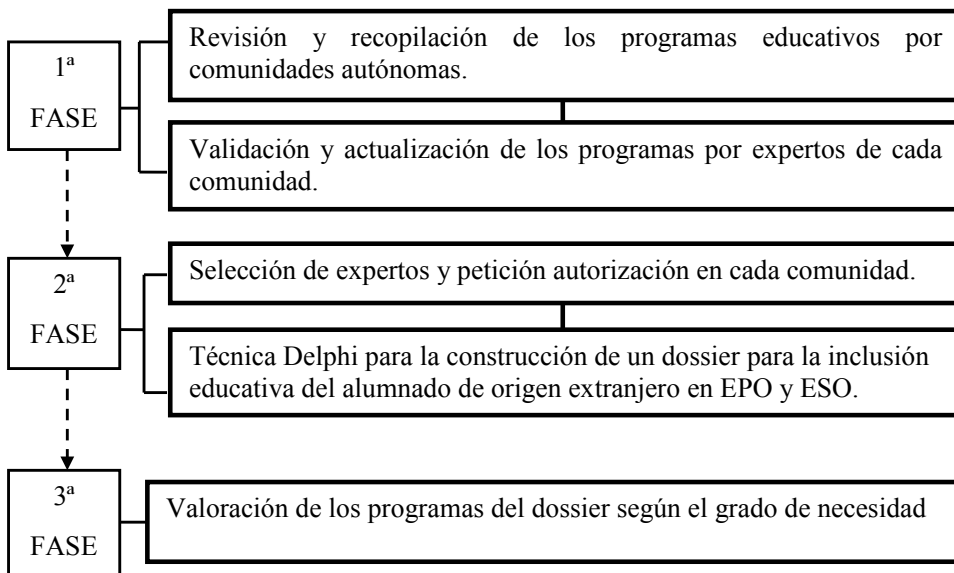 1ª
FASE
Revisión y recopilación de los programas educativos por
comunidades autónomas.
Validación y actualización de los programas por expertos de cada
comunidad.
2ª
FASE
Selección de expertos y petición autorización en cada comunidad.
Técnica Delphi para la construcción de un dossier para la inclusión
educativa del alumnado de origen extranjero en EPO y ESO.
3ª
FASE
Valoración de los programas del dossier según el grado de necesidad